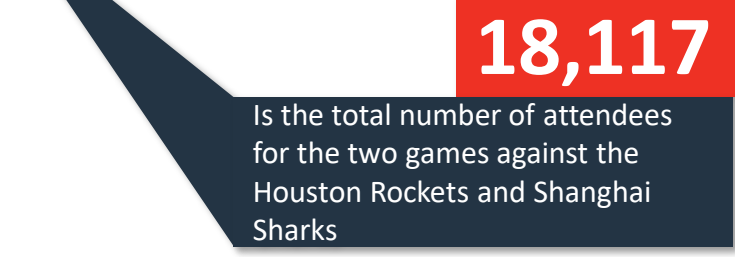 18,117
Is the total number of attendees
for the two games against the
Houston Rockets and Shanghai
Sharks